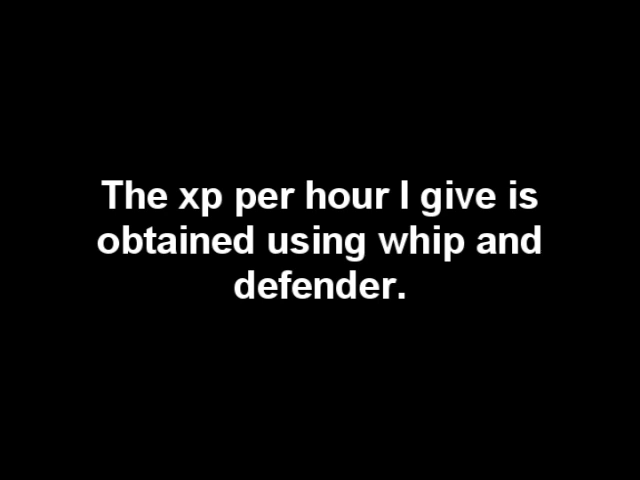 The xp per hour I give is
obtained using whip and
defender.